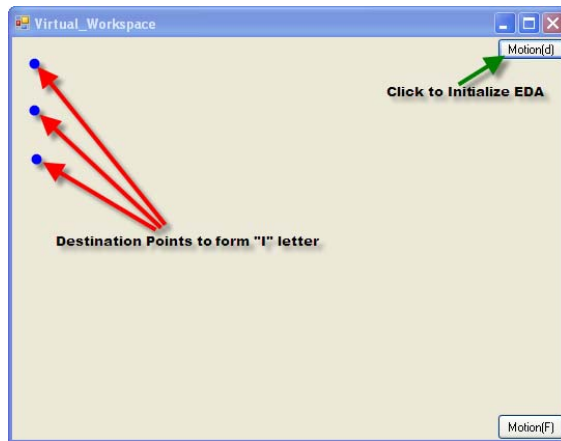 Virtual_Workspace
Motion(d)
Click to Initialize EDA
Destination Points to form "I" letter
Motion(F)